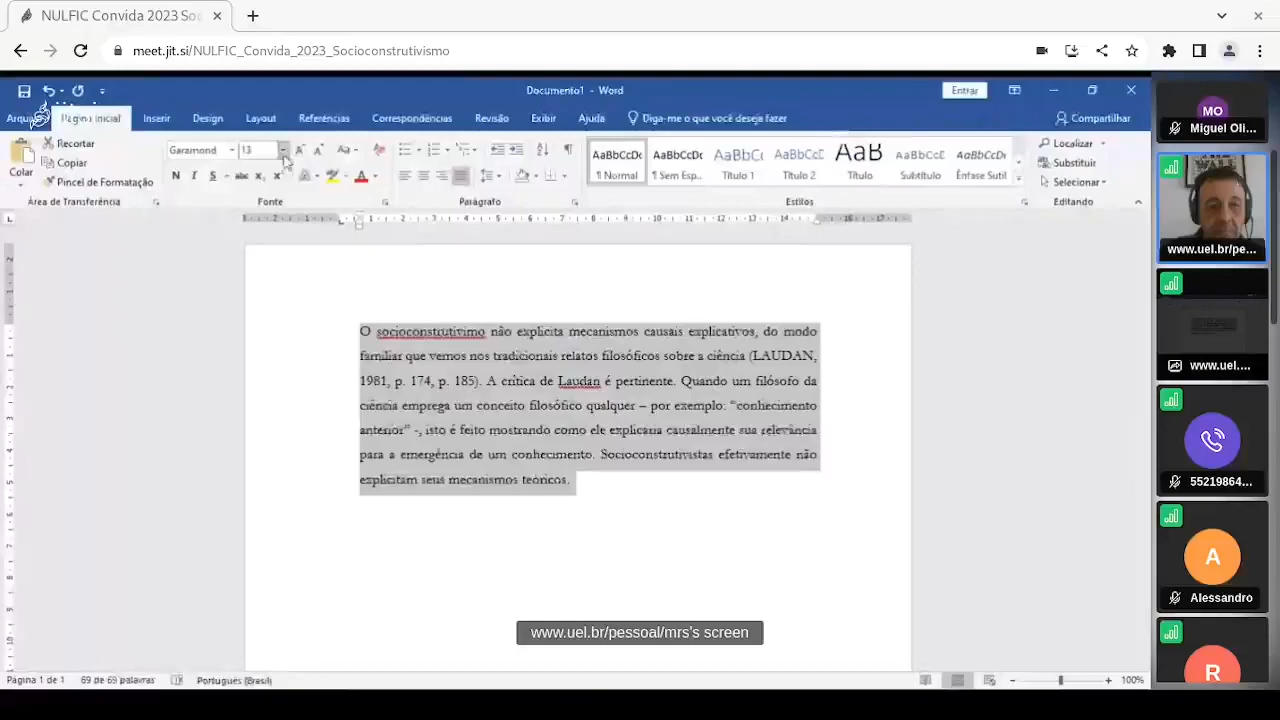 NULFIC Convida 2023 Soc
meet.jit.si/NULFIC_Convida_2023_Socioconstrutivismo
Documento1 - Word
Entrar
Página Inicial
Inserir
Design
Layout
Referências
Correspondências
Revisão
Exibir
Ajuda
Diga-me o que você deseja fazer
Compartilhar
Colar
Recortar
Copiar
Pincel de Formatação
Área de Transferência
Garamond
13
N I S abc x x
Fonte
Parágrafo
AaBbCcDc AaBbCcDc AaBbCc AaBbCcD AaB AaBbCcD AaBbCcDc
¶ Normal ¶ Sem Esp... Título 1 Título 2 Título Subtítulo Ênfase Sutil
Estilos
Localizar
Substituir
Selecionar
Editando
O socioconstrutivimo não explicita mecanismos causais explicativos, do modo
familiar que vemos nos tradicionais relatos filosóficos sobre a ciência (LAUDAN,
1981, p. 174, p. 185). A crítica de Laudan é pertinente. Quando um filósofo da
ciência emprega um conceito filosófico qualquer – por exemplo: “conhecimento
anterior” -, isto é feito mostrando como ele explicaria causalmente sua relevância
para a emergência de um conhecimento. Socioconstrutivistas efetivamente não
explicitam seus mecanismos teóricos.
www.uel.br/pessoal/mrs's screen
Página 1 de 1
69 de 69 palavras
Português (Brasil)
100%
MO
Miguel Oli...
www.uel.br/pe...
www.uel....
55219864...
A
Alessandro
R